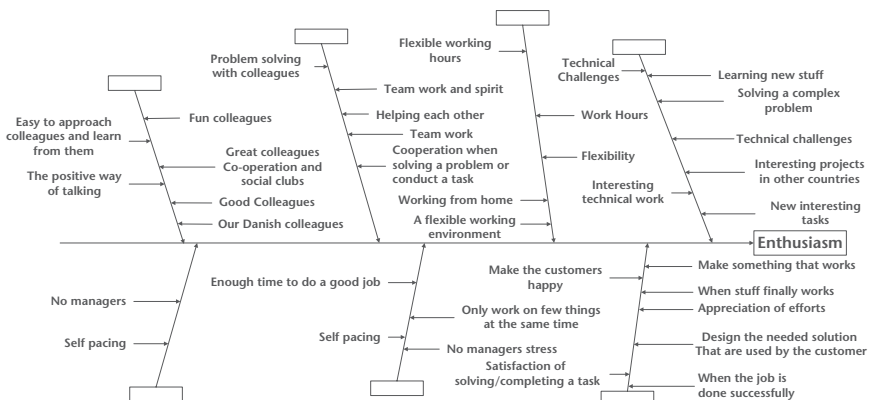 Fun colleagues
Easy to approach
colleagues and learn
from them
Great colleagues
Co-operation and
social clubs
The positive way
of talking
Good Colleagues
Our Danish colleagues
Problem solving
with colleagues
Team work and spirit
Helping each other
Team work
Cooperation when
solving a problem or
conduct a task
Flexible working
hours
Work Hours
Flexibility
Working from home
A flexible working
environment
Technical
Challenges
Learning new stuff
Solving a complex
problem
Technical challenges
Interesting projects
in other countries
Interesting
technical work
New interesting
tasks
Enthusiasm
No managers
Self pacing
Enough time to do a good job
Only work on few things
at the same time
Self pacing
No managers stress
Make the customers
happy
Make something that works
When stuff finally works
Appreciation of efforts
Design the needed solution
That are used by the customer
Satisfaction of
solving/completing a task
When the job is
done successfully